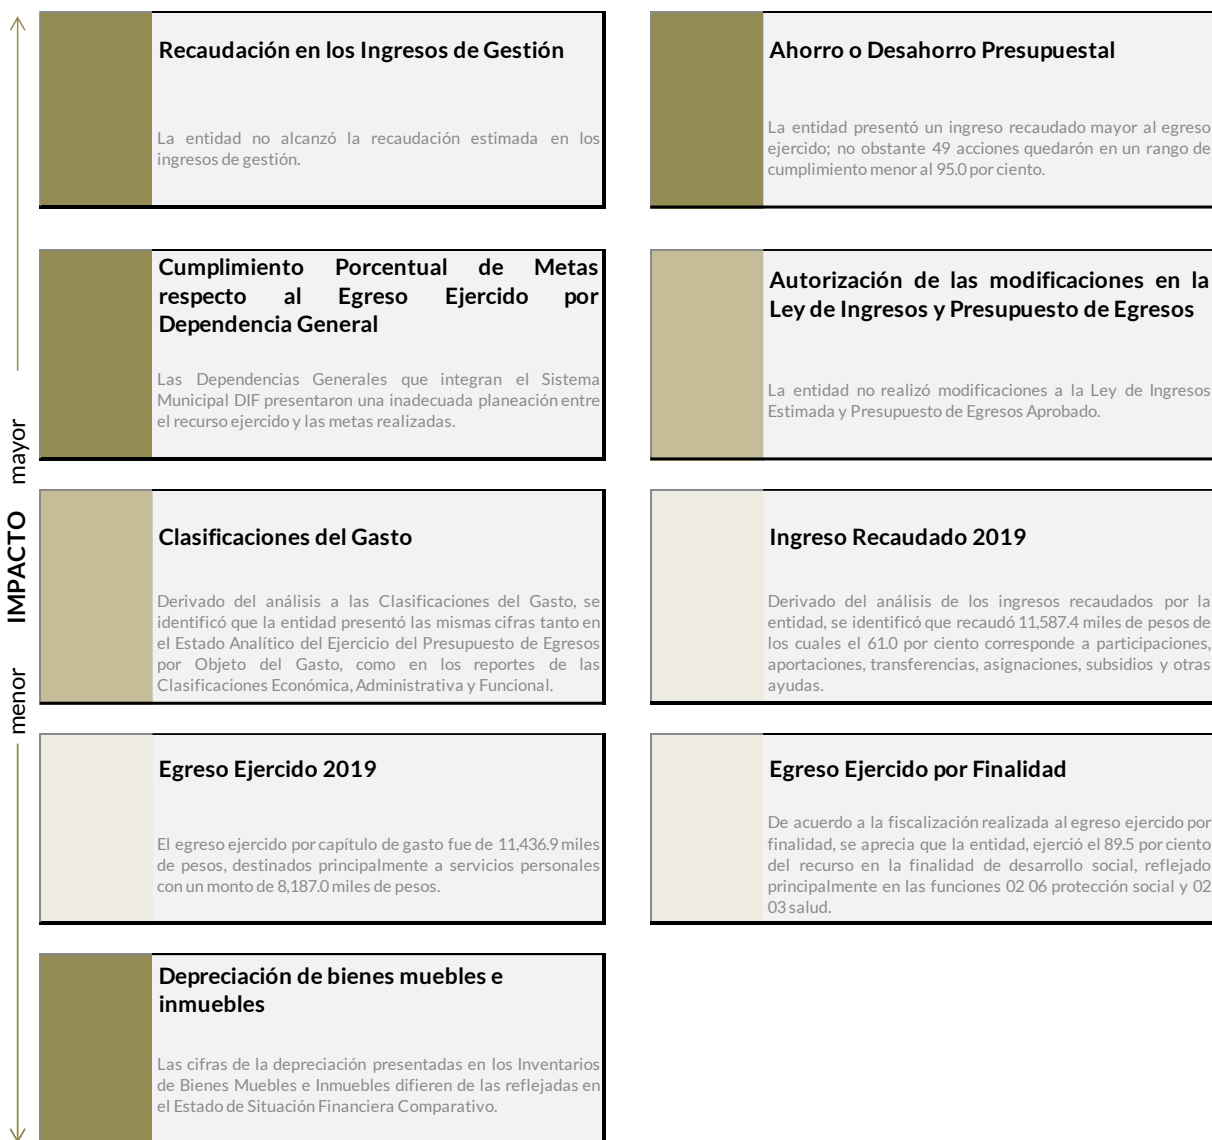 Recaudación en los Ingresos de Gestión
La entidad no alcanzó la recaudación estimada en los
ingresos de gestión.
Ahorro o Desahorro Presupuestal
La entidad presentó un ingreso recaudado mayor al egreso
ejercido; no obstante 49 acciones quedarón en un rango de
cumplimiento menor al 95.0 por ciento.
Cumplimiento Porcentual de Metas
respecto al Egreso Ejercido por
Dependencia General
Las Dependencias Generales que integran el Sistema
Municipal DIF presentaron una inadecuada planeación entre
el recurso ejercido y las metas realizadas.
Autorización de las modificaciones en la
Ley de Ingresos y Presupuesto de Egresos
La entidad no realizó modificaciones a la Ley de Ingresos
Estimada y Presupuesto de Egresos Aprobado.
menor IMPACTO mayor
Clasificaciones del Gasto
Derivado del análisis a las Clasificaciones del Gasto, se
identificó que la entidad presentó las mismas cifras tanto en
el Estado Analítico del Ejercicio del Presupuesto de Egresos
por Objeto del Gasto, como en los reportes de las
Clasificaciones Económica, Administrativa y Funcional.
Ingreso Recaudado 2019
Derivado del análisis de los ingresos recaudados por la
entidad, se identificó que recaudó 11,587.4 miles de pesos de
los cuales el 61.0 por ciento corresponde a participaciones,
aportaciones, transferencias, asignaciones, subsidios y otras
ayudas.
Egreso Ejercido 2019
El egreso ejercido por capítulo de gasto fue de 11,436.9 miles
de pesos, destinados principalmente a servicios personales
con un monto de 8,187.0 miles de pesos.
Egreso Ejercido por Finalidad
De acuerdo a la fiscalización realizada al egreso ejercido por
finalidad, se aprecia que la entidad, ejerció el 89.5 por ciento
del recurso en la finalidad de desarrollo social, reflejado
principalmente en las funciones 02 06 protección social y 02
03 salud.
Depreciación de bienes muebles e
inmuebles
Las cifras de la depreciación presentadas en los Inventarios
de Bienes Muebles e Inmuebles difieren de las reflejadas en
el Estado de Situación Financiera Comparativo.